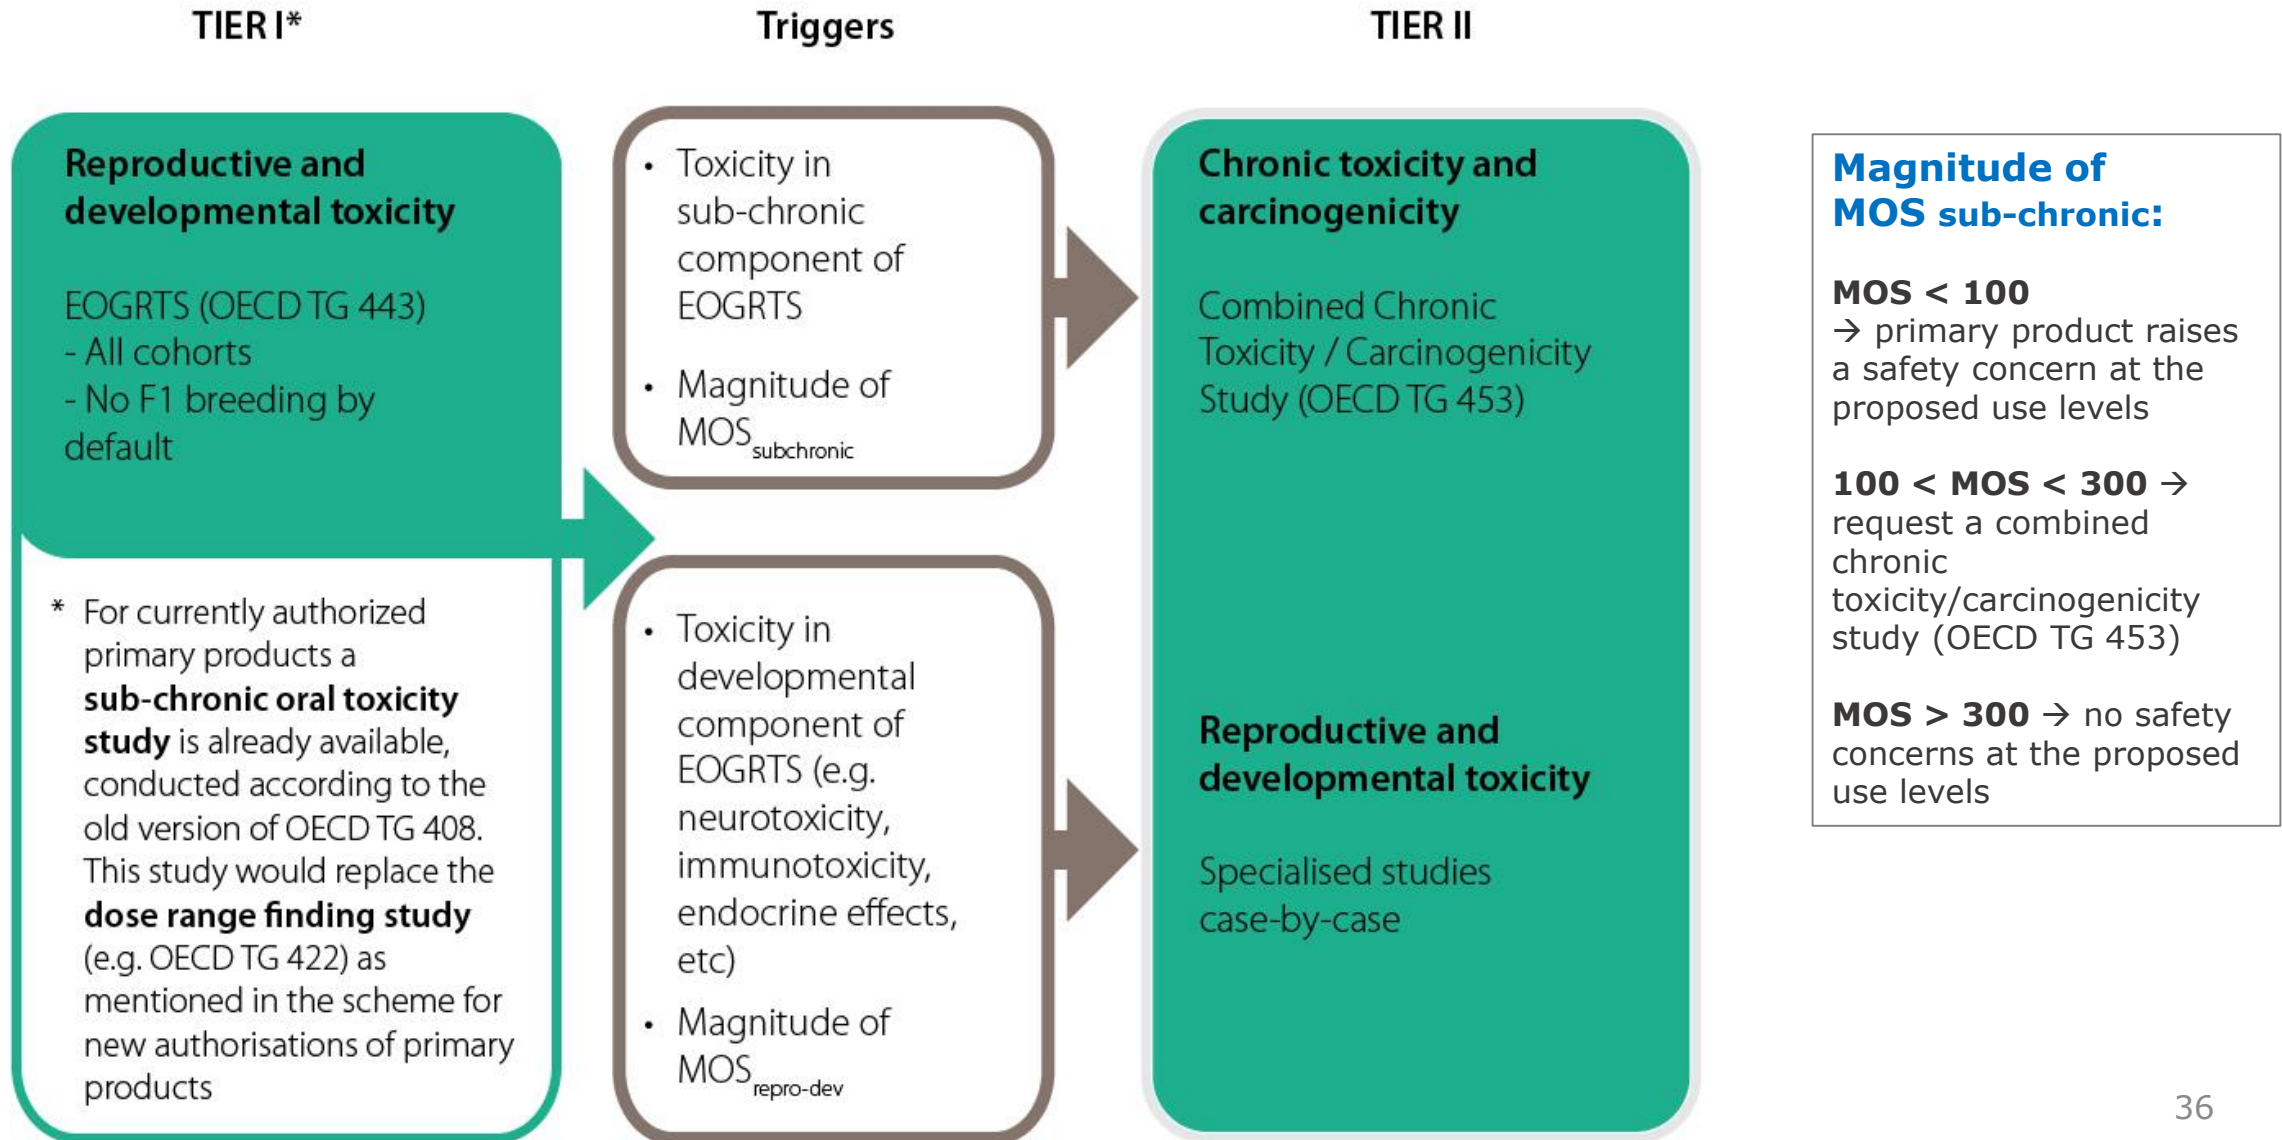 TIER I*
Triggers
TIER II
Reproductive and
developmental toxicity
EOGRTS (OECD TG 443)
- All cohorts
- No F1 breeding by
default
* For currently authorized
primary products a
sub-chronic oral toxicity
study is already available,
conducted according to the
old version of OECD TG 408.
This study would replace the
dose range finding study
(e.g. OECD TG 422) as
mentioned in the scheme for
new authorisations of primary
products
• Toxicity in
sub-chronic
component of
EOGRTS
• Magnitude of
MOS subchronic
• Toxicity in
developmental
component of
EOGRTS (e.g.
neurotoxicity,
immunotoxicity,
endocrine effects,
etc)
• Magnitude of
MOS repro-dev
Chronic toxicity and
carcinogenicity
Combined Chronic
Toxicity / Carcinogenicity
Study (OECD TG 453)
Reproductive and
developmental toxicity
Specialised studies
case-by-case
Magnitude of
MOS sub-chronic:
MOS < 100
→ primary product raises
a safety concern at the
proposed use levels
100 < MOS < 300 →
request a combined
chronic
toxicity/carcinogenicity
study (OECD TG 453)
MOS > 300 → no safety
concerns at the proposed
use levels
36